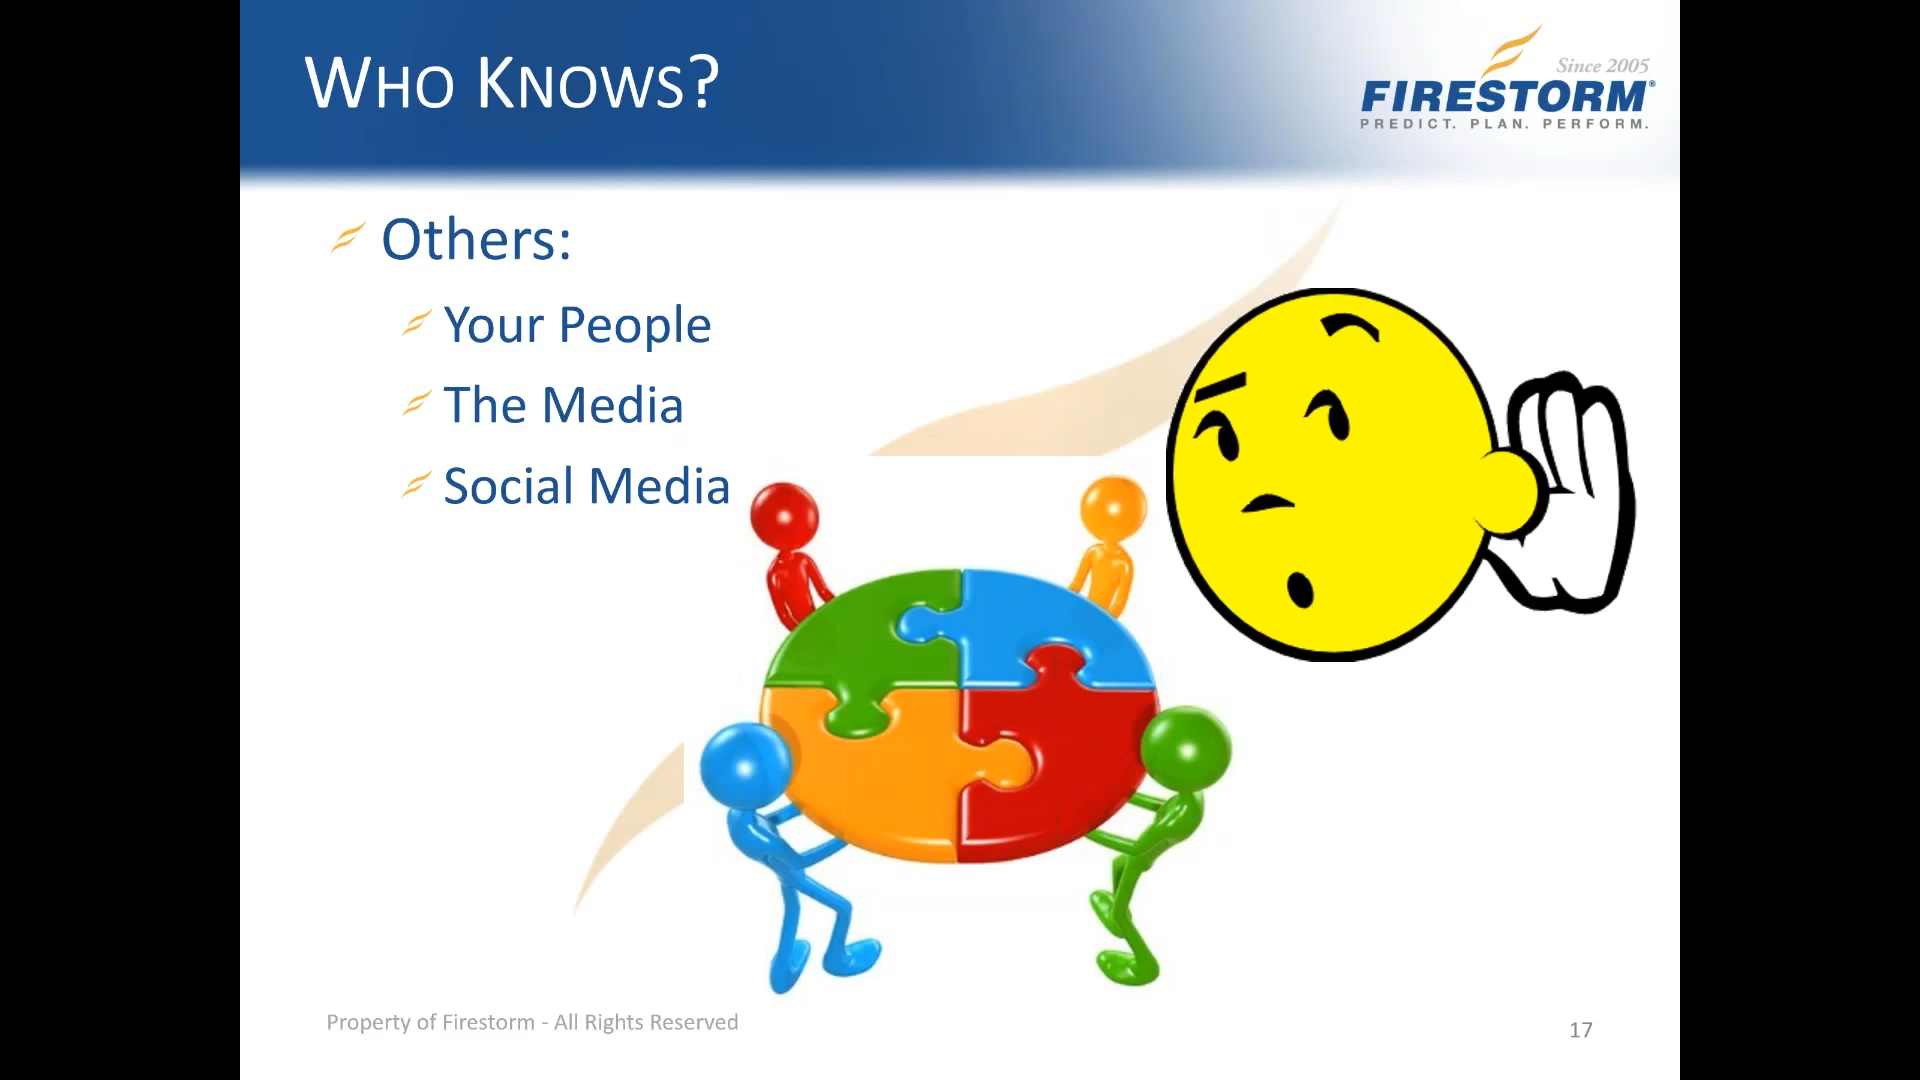 WHO KNOWS?
Since 2005
FIRESTORM®
PREDICT. PLAN. PERFORM.
Others:
Your People
The Media
Social Media
Property of Firestorm - All Rights Reserved
17